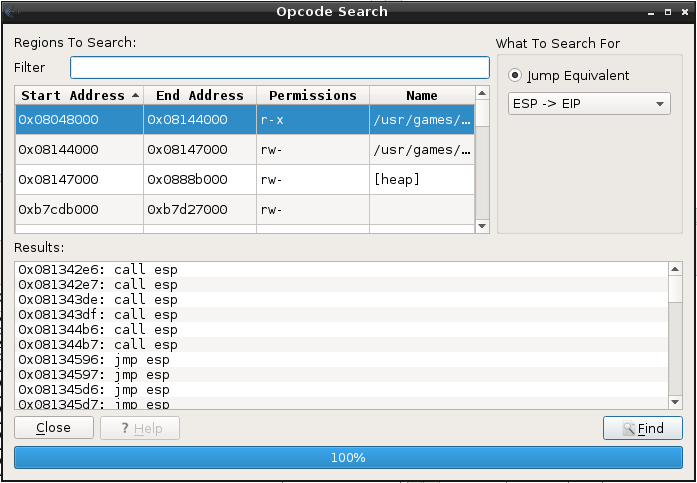 Opcode Search
Regions To Search:
Filter
Start Address End Address Permissions Name
0x08048000 0x08144000 r-x /usr/games/...
0x08144000 0x08147000 rw- /usr/games/...
0x08147000 0x0888b000 rw- [heap]
0xb7cdb000 0xb7d27000 rw-
What To Search For
Jump Equivalent
ESP -> EIP
Results:
0x081342e6: call esp
0x081342e7: call esp
0x081343de: call esp
0x081343df: call esp
0x081344b6: call esp
0x081344b7: call esp
0x08134596: jmp esp
0x08134597: jmp esp
0x081345d6: jmp esp
0x081345d7: jmp esp
Close ? Help Find
100%